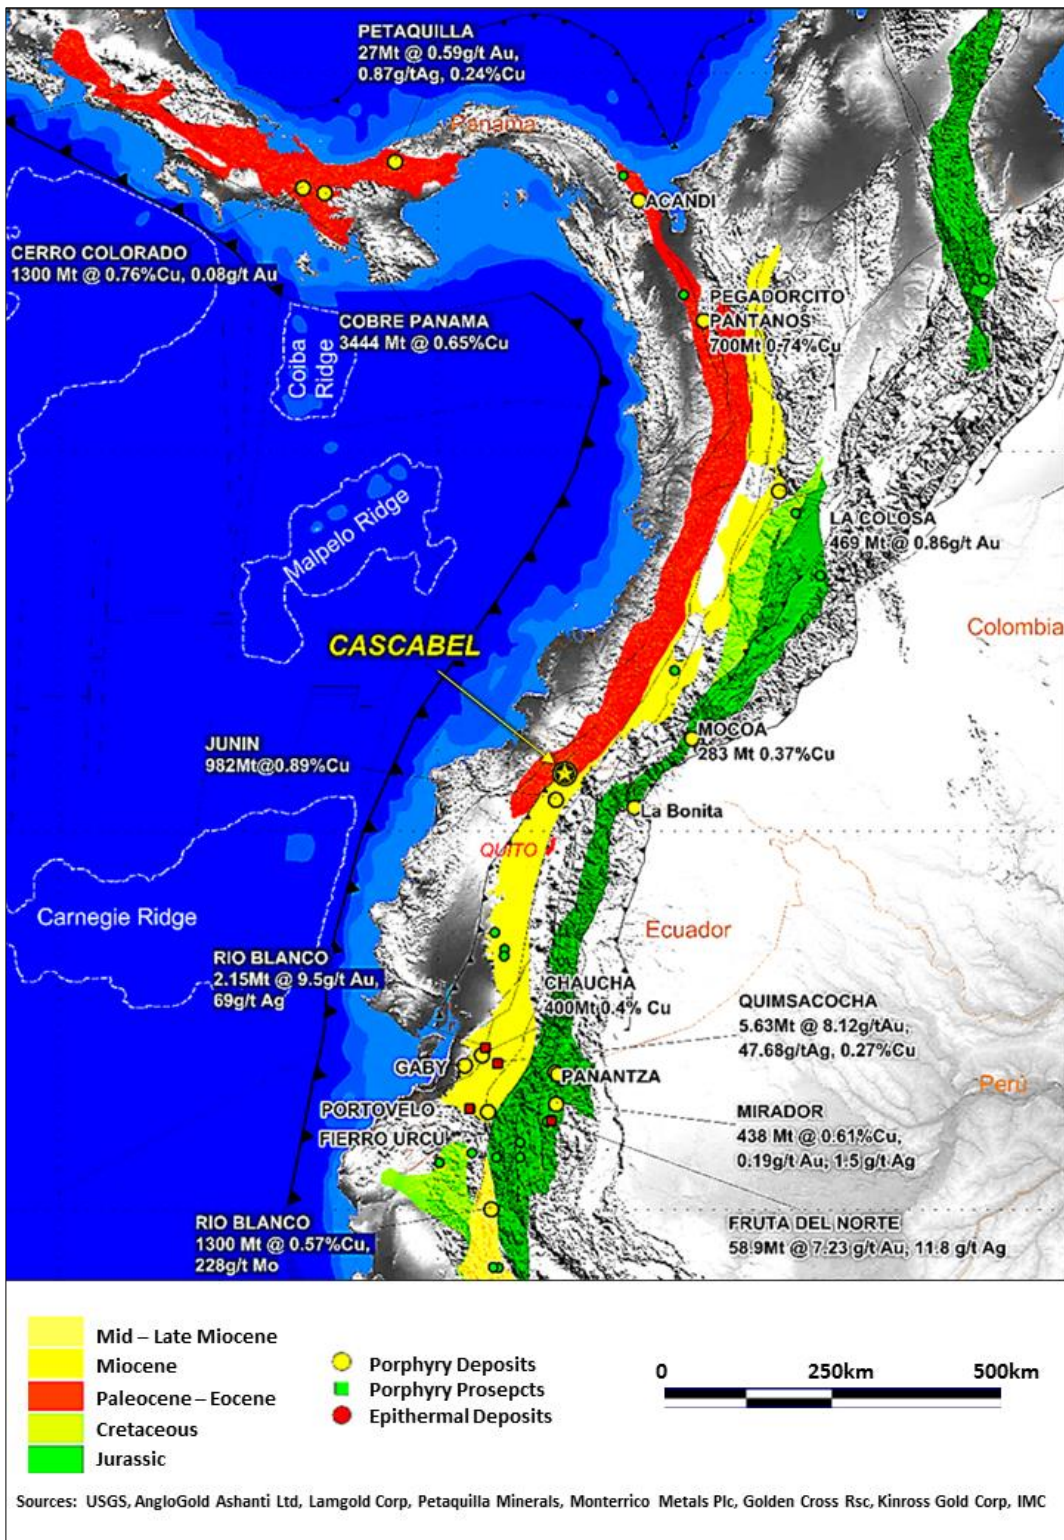 PETAQUILLA
27Mt @ 0.59g/t Au,
0.87g/tAg, 0.24%Cu
Panama
ACANDI
CERRO COLORADO
1300 Mt @ 0.76%Cu, 0.08g/t Au
PEGADORCITO
PANTANOS
700Mt 0.74%Cu
COBRE PANAMA
3444 Mt @ 0.65%Cu
Coiba
Ridge
Malpelo Ridge
LA COLOSA
469 Mt @ 0.86g/t Au
Colombia
CASCABEL
MOCOA
283 Mt 0.37%Cu
JUNIN
982Mt@0.89%Cu
La Bonita
QUITO
Carnegie Ridge
Ecuador
RIO BLANCO
2.15Mt @ 9.5g/t Au,
69g/t Ag
CHAUCHA
400Mt 0.4% Cu
QUIMSACOCHA
5.63Mt @ 8.12g/tAu,
47.68g/tAg, 0.27%Cu
GABY
PANANTZA
Perú
PORTOVELO
FIERRO URCU
MIRADOR
438 Mt @ 0.61%Cu,
0.19g/t Au, 1.5 g/t Ag
RIO BLANCO
1300 Mt @ 0.57%Cu,
228g/t Mo
FRUTA DEL NORTE
58.9Mt @ 7.23 g/t Au, 11.8 g/t Ag
Mid – Late Miocene
Miocene
Paleocene – Eocene
Cretaceous
Jurassic
Porphyry Deposits
Porphyry Prosepcts
Epithermal Deposits
0 250km 500km
Sources: USGS, AngloGold Ashanti Ltd, Lamgold Corp, Petaquilla Minerals, Monterrico Metals Plc, Golden Cross Rsc, Kinross Gold Corp, IMC